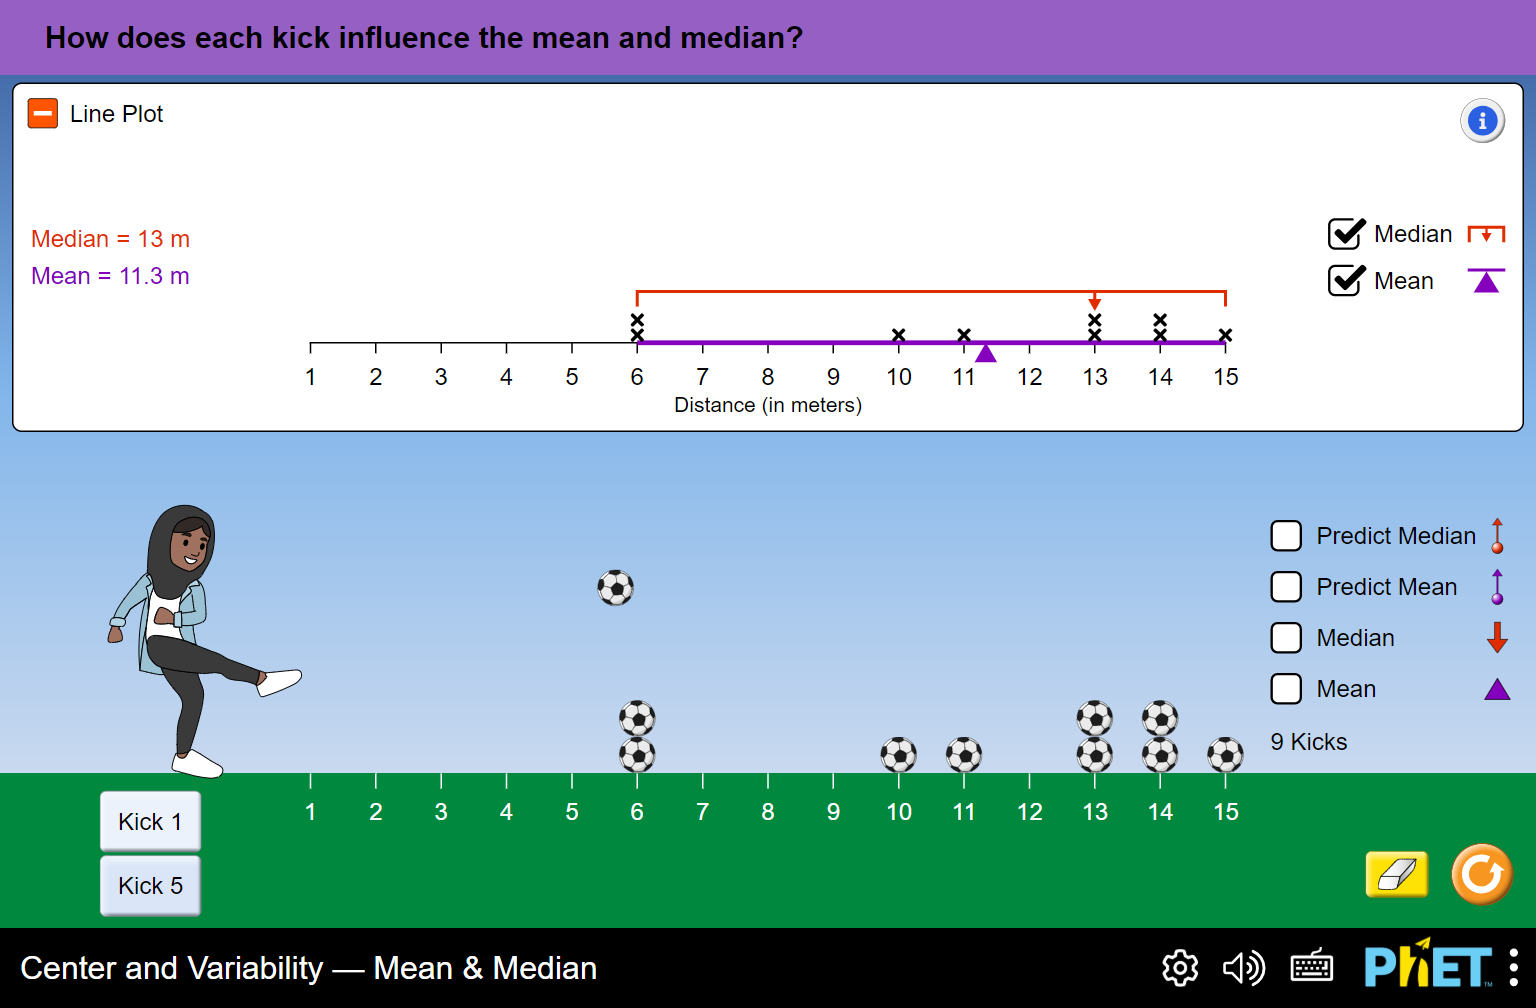 How does each kick influence the mean and median?
Line Plot
i
Median = 13 m
Mean = 11.3 m
Median
Mean
1 2 3 4 5 6 7 8 9 10 11 12 13 14 15
Distance (in meters)
Predict Median
Predict Mean
Median
Mean
9 Kicks
1 2 3 4 5 6 7 8 9 10 11 12 13 14 15
Kick 1
Kick 5
Center and Variability — Mean & Median
PhET™